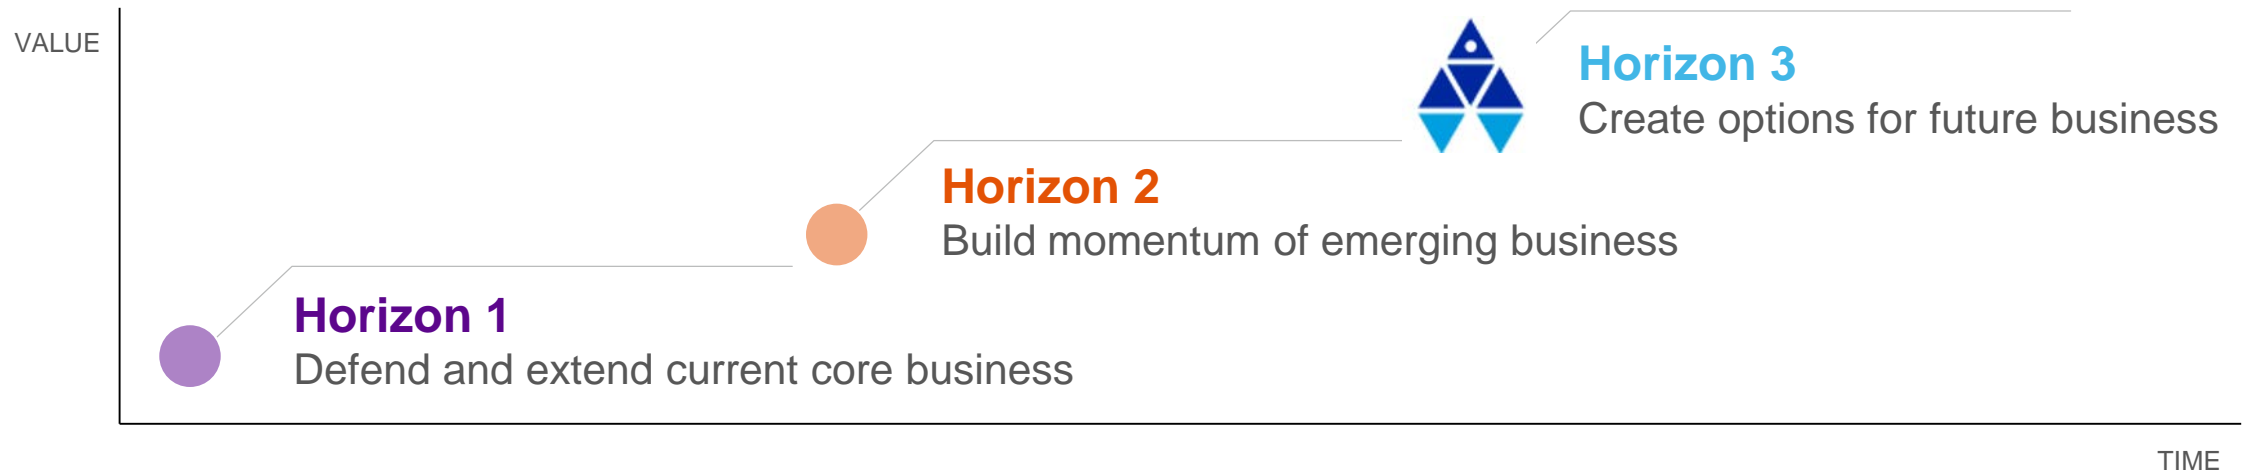 VALUE
Horizon 3
Create options for future business
Horizon 2
Build momentum of emerging business
Horizon 1
Defend and extend current core business
TIME